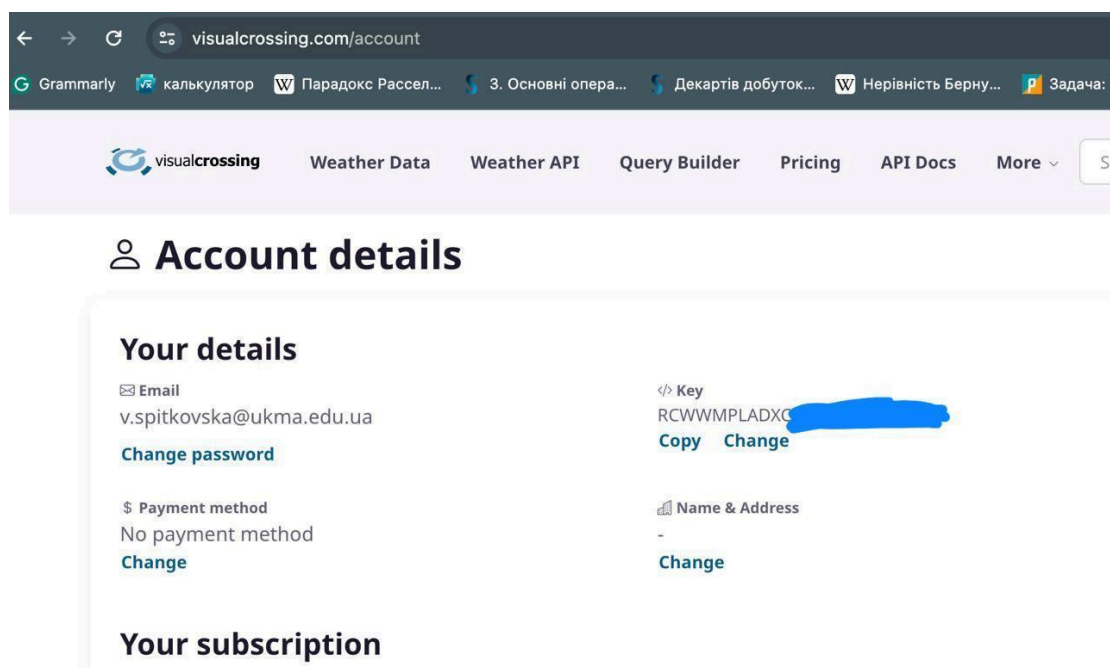 visualcrossing.com/account
Grammarly калькулятор Парадокс Рассел... 3. Основні опера... Декартів добуток... Нерівність Берну... Задача:
visualcrossing Weather Data Weather API Query Builder Pricing API Docs More S
Account details
Your details
Email
v.spitkovska@ukma.edu.ua
Change password
Key
RCWWMPLADXC
Copy Change
$ Payment method
No payment method
Change
Name & Address
-
Change
Your subscription